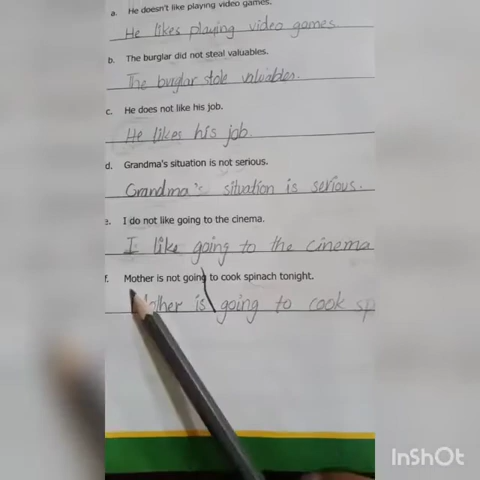 a. He doesn't like playing video games.
He likes playing video games.
b. The burglar did not steal valuables.
The burglar stole valuables.
c. He does not like his job.
He likes his job.
d. Grandma's situation is not serious.
Grandma's situation is serious.
e. I do not like going to the cinema.
I like going to the cinema
f. Mother is not going to cook spinach tonight.
Mother is going to cook sp
InShOt